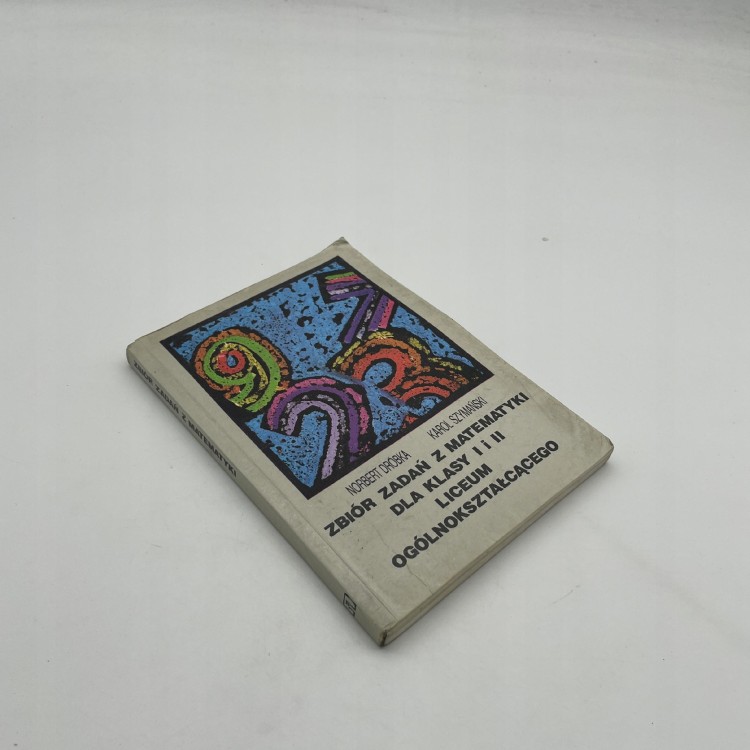 NORBERT DRÓBKA KAROL SZYMAŃSKI
ZBIÓR ZADAŃ Z MATEMATYKI
DLA KLASY I i II
LICEUM
OGÓLNOKSZTAŁCĄCEGO
ZBIÓR ZADAŃ Z MATEMATYKI